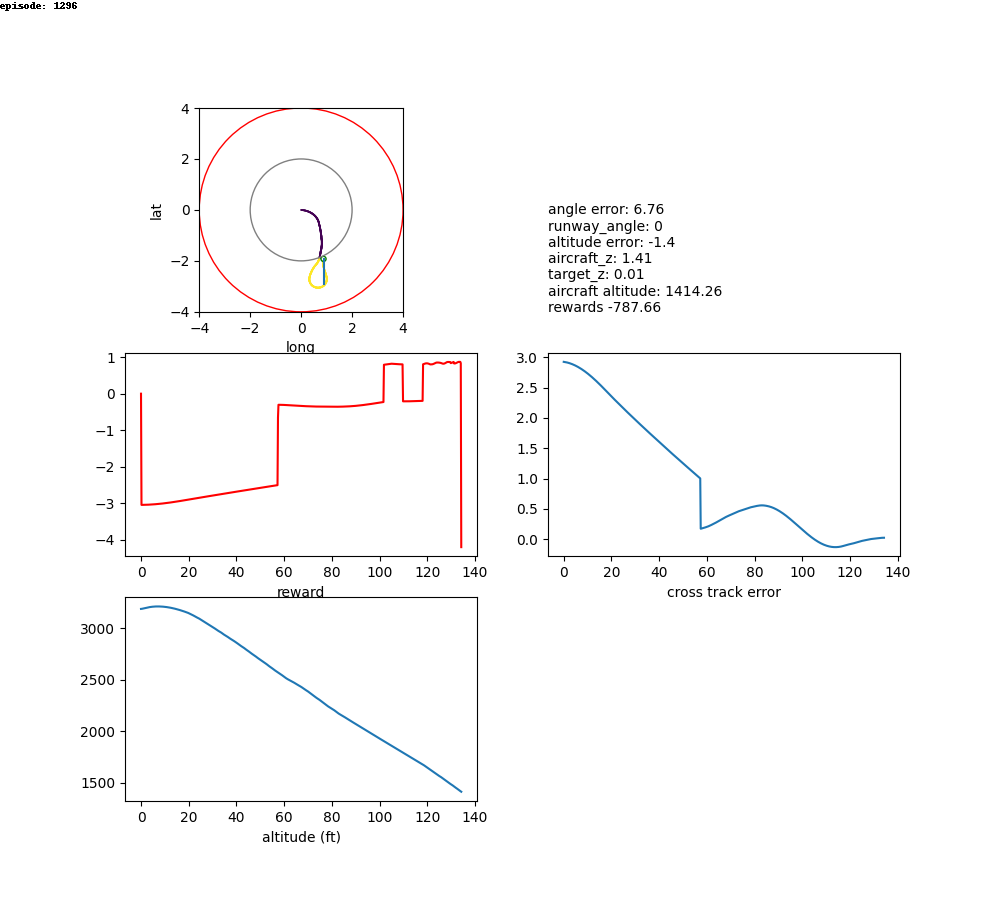 episode: 1296
4
2
0
−2
−4
lat
−4 −2 0 2 4
long
angle error: 6.76
runway_angle: 0
altitude error: -1.4
aircraft_z: 1.41
target_z: 0.01
aircraft altitude: 1414.26
rewards -787.66
1
0
−1
−2
−3
−4
0 20 40 60 80 100 120 140
reward
3.0
2.5
2.0
1.5
1.0
0.5
0.0
0 20 40 60 80 100 120 140
cross track error
3000
2500
2000
1500
0 20 40 60 80 100 120 140
altitude (ft)